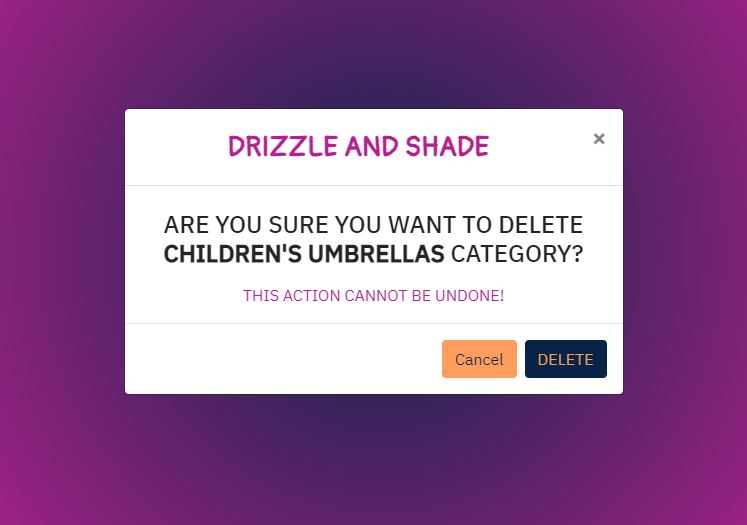 DRIZZLE AND SHADE
×
ARE YOU SURE YOU WANT TO DELETE
CHILDREN'S UMBRELLAS CATEGORY?
THIS ACTION CANNOT BE UNDONE!
Cancel DELETE